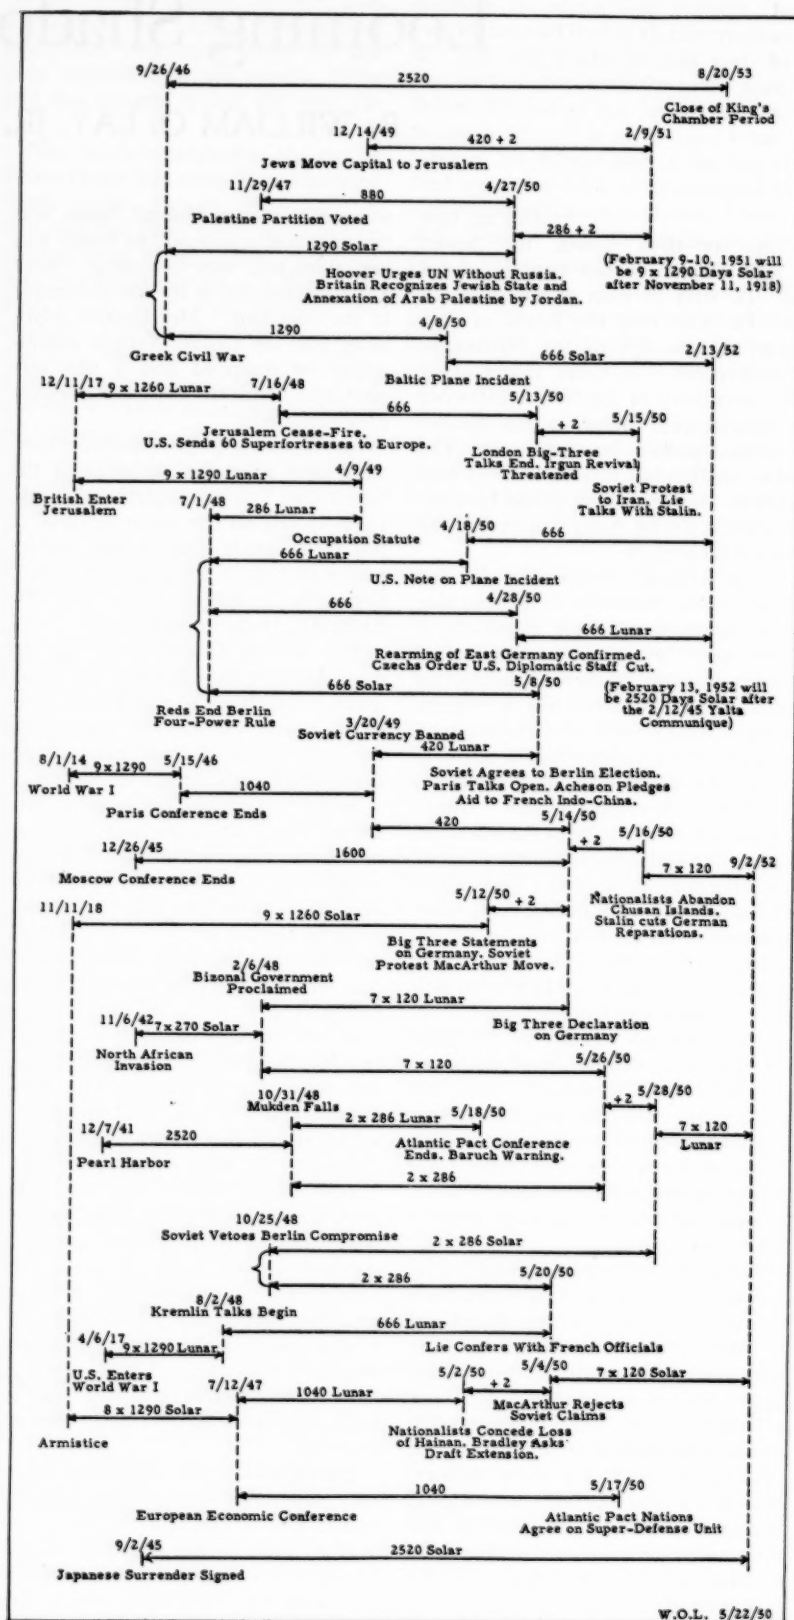 9/26/46 2520 8/20/53
Close of King's
Chamber Period
12/14/49 420 + 2 2/9/51
Jews Move Capital to Jerusalem
11/29/47 880 4/27/50
Palestine Partition Voted
286 + 2
1290 Solar
(February 9-10, 1951 will
be 9 x 1290 Days Solar
after November 11, 1918)
Hoover Urges UN Without Russia.
Britain Recognizes Jewish State and
Annexation of Arab Palestine by Jordan.
1290 4/8/50
Greek Civil War
666 Solar 2/13/52
Baltic Plane Incident
12/11/17 9 x 1260 Lunar 7/16/48
666 5/13/50
Jerusalem Cease-Fire.
U.S. Sends 60 Superfortresses to Europe.
+ 2 5/15/50
London Big-Three
Talks End. Irgun Revival
Threatened
Soviet Protest
to Iran. Lie
Talks With Stalin.
9 x 1290 Lunar 4/9/49
British Enter
Jerusalem
7/1/48
286 Lunar
Occupation Statute
4/18/50
666
666 Lunar
U.S. Note on Plane Incident
666 4/28/50
666 Lunar
Rearming of East Germany Confirmed.
Czechs Order U.S. Diplomatic Staff Cut.
666 Solar 5/8/50
(February 13, 1952 will
be 2520 Days Solar after
the 2/12/45 Yalta
Communique)
Reds End Berlin
Four-Power Rule
3/20/49
Soviet Currency Banned
420 Lunar
8/1/14 9 x 1290 5/15/46
World War I
1040
Paris Conference Ends
Soviet Agrees to Berlin Election.
Paris Talks Open. Acheson Pledges
Aid to French Indo-China.
420 5/14/50
+ 2 5/16/50
12/26/45 1600
Moscow Conference Ends
7 x 120 9/2/52
Nationalists Abandon
Chusan Islands.
Stalin cuts German
Reparations.
11/11/18 9 x 1260 Solar 5/12/50 + 2
Big Three Statements
on Germany. Soviet
Protest MacArthur Move.
2/6/48
Bizonal Government
Proclaimed
7 x 120 Lunar
Big Three Declaration
on Germany
11/6/42 7 x 270 Solar
North African
Invasion
7 x 120 5/26/50
+2 5/28/50
10/31/48
Mukden Falls
2 x 286 Lunar 5/18/50
Atlantic Pact Conference
Ends. Baruch Warning.
7 x 120
Lunar
12/7/41 2520
Pearl Harbor
2 x 286
10/25/48
Soviet Vetoes Berlin Compromise
2 x 286 Solar
2 x 286 5/20/50
8/2/48
Kremlin Talks Begin
666 Lunar
Lie Confers With French Officials
4/6/17 9 x 1290 Lunar
U.S. Enters
World War I
5/2/50 + 2 5/4/50 7 x 120 Solar
MacArthur Rejects
Soviet Claims
7/12/47 1040 Lunar
8 x 1290 Solar
Armistice
Nationalists Concede Loss
of Hainan. Bradley Asks
Draft Extension.
1040 5/17/50
European Economic Conference
Atlantic Pact Nations
Agree on Super-Defense Unit
9/2/45 2520 Solar
Japanese Surrender Signed
W.O.L. 5/22/50